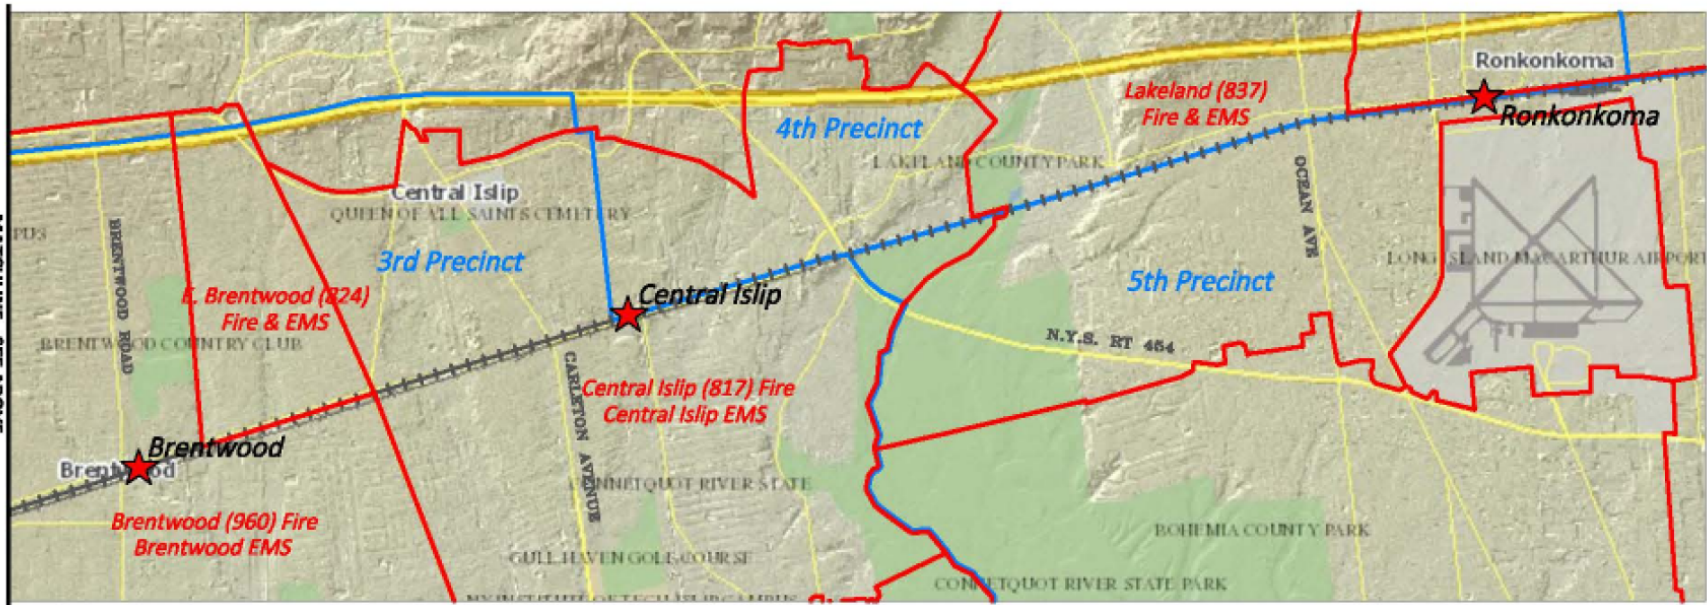 Ronkonkoma
Ronkonkoma
Lakeland (837)
Fire & EMS
4th Precinct
LAKELAND COUNTY PARK
OCEAN AVE
Central Islip
QUEEN OF ALL SAINTS CEMETERY
3rd Precinct
BRENTWOOD ROAD
E. Brentwood (824)
Fire & EMS
BRENTWOOD COUNTRY CLUB
Central Islip
5th Precinct
LONG ISLAND MACARTHUR AIRPORT
N.Y.S. RT 454
CARLETON AVENUE
Central Islip (817) Fire
Central Islip EMS
Brentwood
Brentwood
Brentwood (960) Fire
Brentwood EMS
CONNETQUOT RIVER STATE
BOHEMIA COUNTY PARK
GULL HAVEN GOLF COURSE
CONNETQUOT RIVER STATE PARK